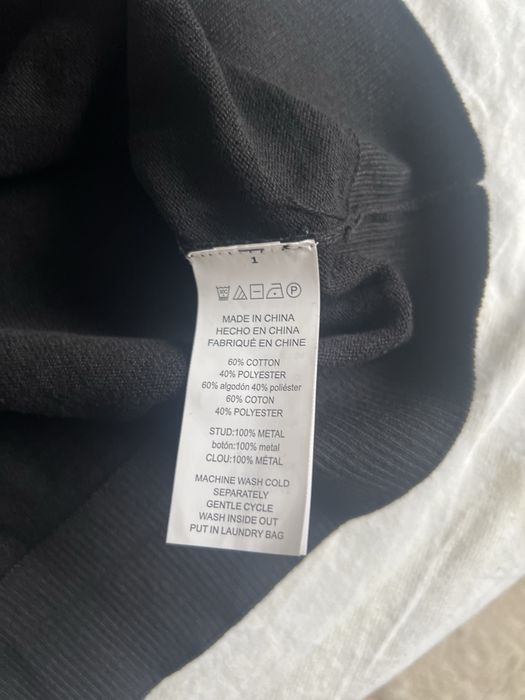 1
P
MADE IN CHINA
HECHO EN CHINA
FABRIQUÉ EN CHINE
60% COTTON
40% POLYESTER
60% algodón 40% poliéster
60% COTON
40% POLYESTER
STUD:100% METAL
botón:100% metal
CLOU:100% MÉTAL
MACHINE WASH COLD
SEPARATELY
GENTLE CYCLE
WASH INSIDE OUT
PUT IN LAUNDRY BAG